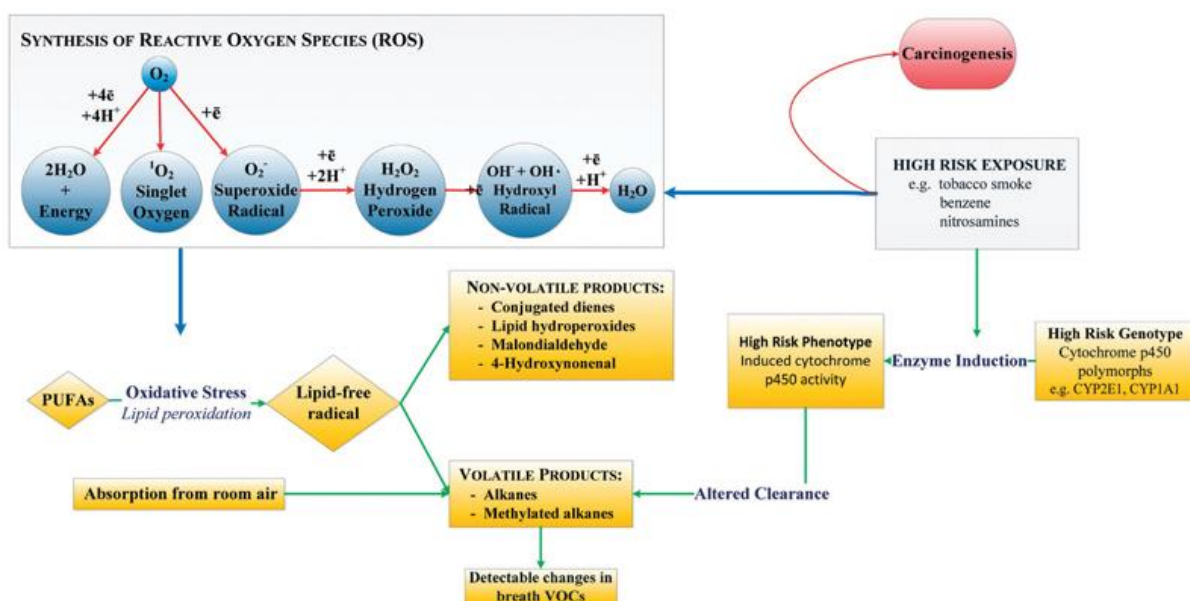 SYNTHESIS OF REACTIVE OXYGEN SPECIES (ROS)
O₂
+4ē
+4H⁺
+ē
2H₂O
+
Energy
¹O₂
Singlet
Oxygen
O₂⁻
Superoxide
Radical
+ē
+2H⁺
H₂O₂
Hydrogen
Peroxide
+ē
OH⁻+ OH·
Hydroxyl
Radical
+ē
+H⁺
H₂O
Carcinogenesis
HIGH RISK EXPOSURE
e.g. tobacco smoke
benzene
nitrosamines
NON-VOLATILE PRODUCTS:
- Conjugated dienes
- Lipid hydroperoxides
- Malondialdehyde
- 4-Hydroxynonenal
High Risk Phenotype
Induced cytochrome
p450 activity
Enzyme Induction
High Risk Genotype
Cytochrome p450
polymorphs
e.g. CYP2E1, CYP1A1
PUFAs
Oxidative Stress
Lipid peroxidation
Lipid-free
radical
Absorption from room air
VOLATILE PRODUCTS:
- Alkanes
- Methylated alkanes
Altered Clearance
Detectable changes in
breath VOCs